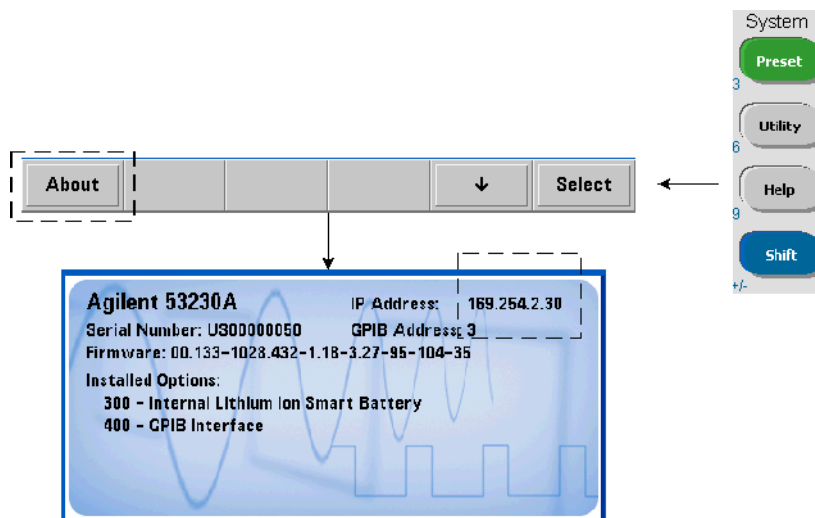 System
Preset
3
Utility
6
Help
9
Shift
+/-
About ↓ Select
Agilent 53230A IP Address: 169.254.2.30
Serial Number: US00000050 GPIB Address: 3
Firmware: 00.133-1028.432-1.18-3.27-95-104-35
Installed Options:
300 - Internal Lithium Ion Smart Battery
400 - GPIB Interface